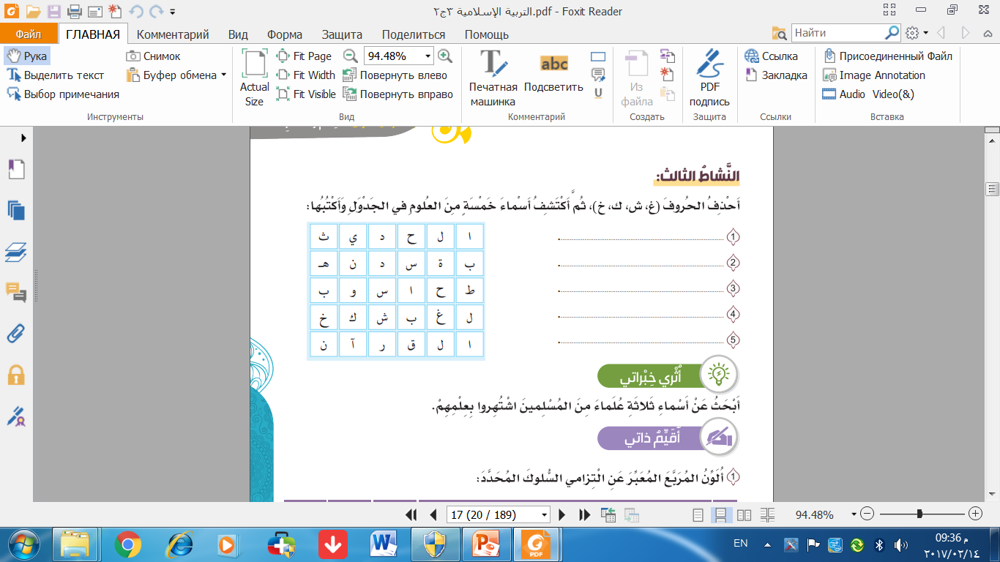 التربية الإسلامية ٣ج٢.pdf - Foxit Reader
Файл ГЛАВНАЯ Комментарий Вид Форма Защита Поделиться Помощь Найти
Рука
Выделить текст
Выбор примечания
Инструменты
Снимок
Буфер обмена
Actual Size
Fit Page
Fit Width
Fit Visible
94.48%
Повернуть влево
Повернуть вправо
Вид
Печатная машинка
abc
Подсветить
U
Комментарий
Из файла
Создать
PDF подпись
Защита
Ссылка
Закладка
Ссылки
Присоединенный Файл
Image Annotation
Audio Video(&)
Вставка
النَّشاطُ الثالث:
أَحْذِفُ الحُروفَ (غ، ش، ك، خ)، ثُمَّ أَكْتَشِفُ أَسْماءَ خَمْسَةٍ مِنَ العُلومِ في الجَدْوَلِ وَأَكْتُبُها:
1 .
2 .
3 .
4 .
5 .
ا ل ح د ي ث
ب ة س د ن هـ
ط ح ا س و ب
ل غ ب ش ك خ
ا ل ق ر آ ن
أُثْري خِبْراتي
أَبْحَثُ عَنْ أَسْماءِ ثَلاثَةِ عُلَماءَ مِنَ المُسْلِمينَ اشْتُهِروا بِعِلْمِهِمْ.
أُقَيِّمُ ذاتي
1 أُلَوِّنُ المُرَبَّعَ المُعَبِّرَ عَنِ الْتِزامي السُّلوكَ المُحَدَّدَ:
17 (20 / 189) 94.48%
PDF
EN
09:36 م
٢٠١٧/٠٢/١٤